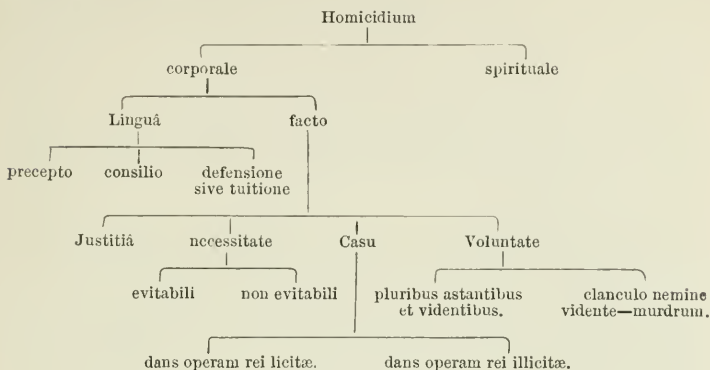 Homicidium
corporale spirituale
Linguâ facto
precepto consilio defensione
sive tuitione
Justitiâ necessitate Casu Voluntate
evitabili non evitabili pluribus astantibus clanculo nemine
et videntibus. vidente—murdrum.
dans operam rei licitæ. dans operam rei illicitæ.